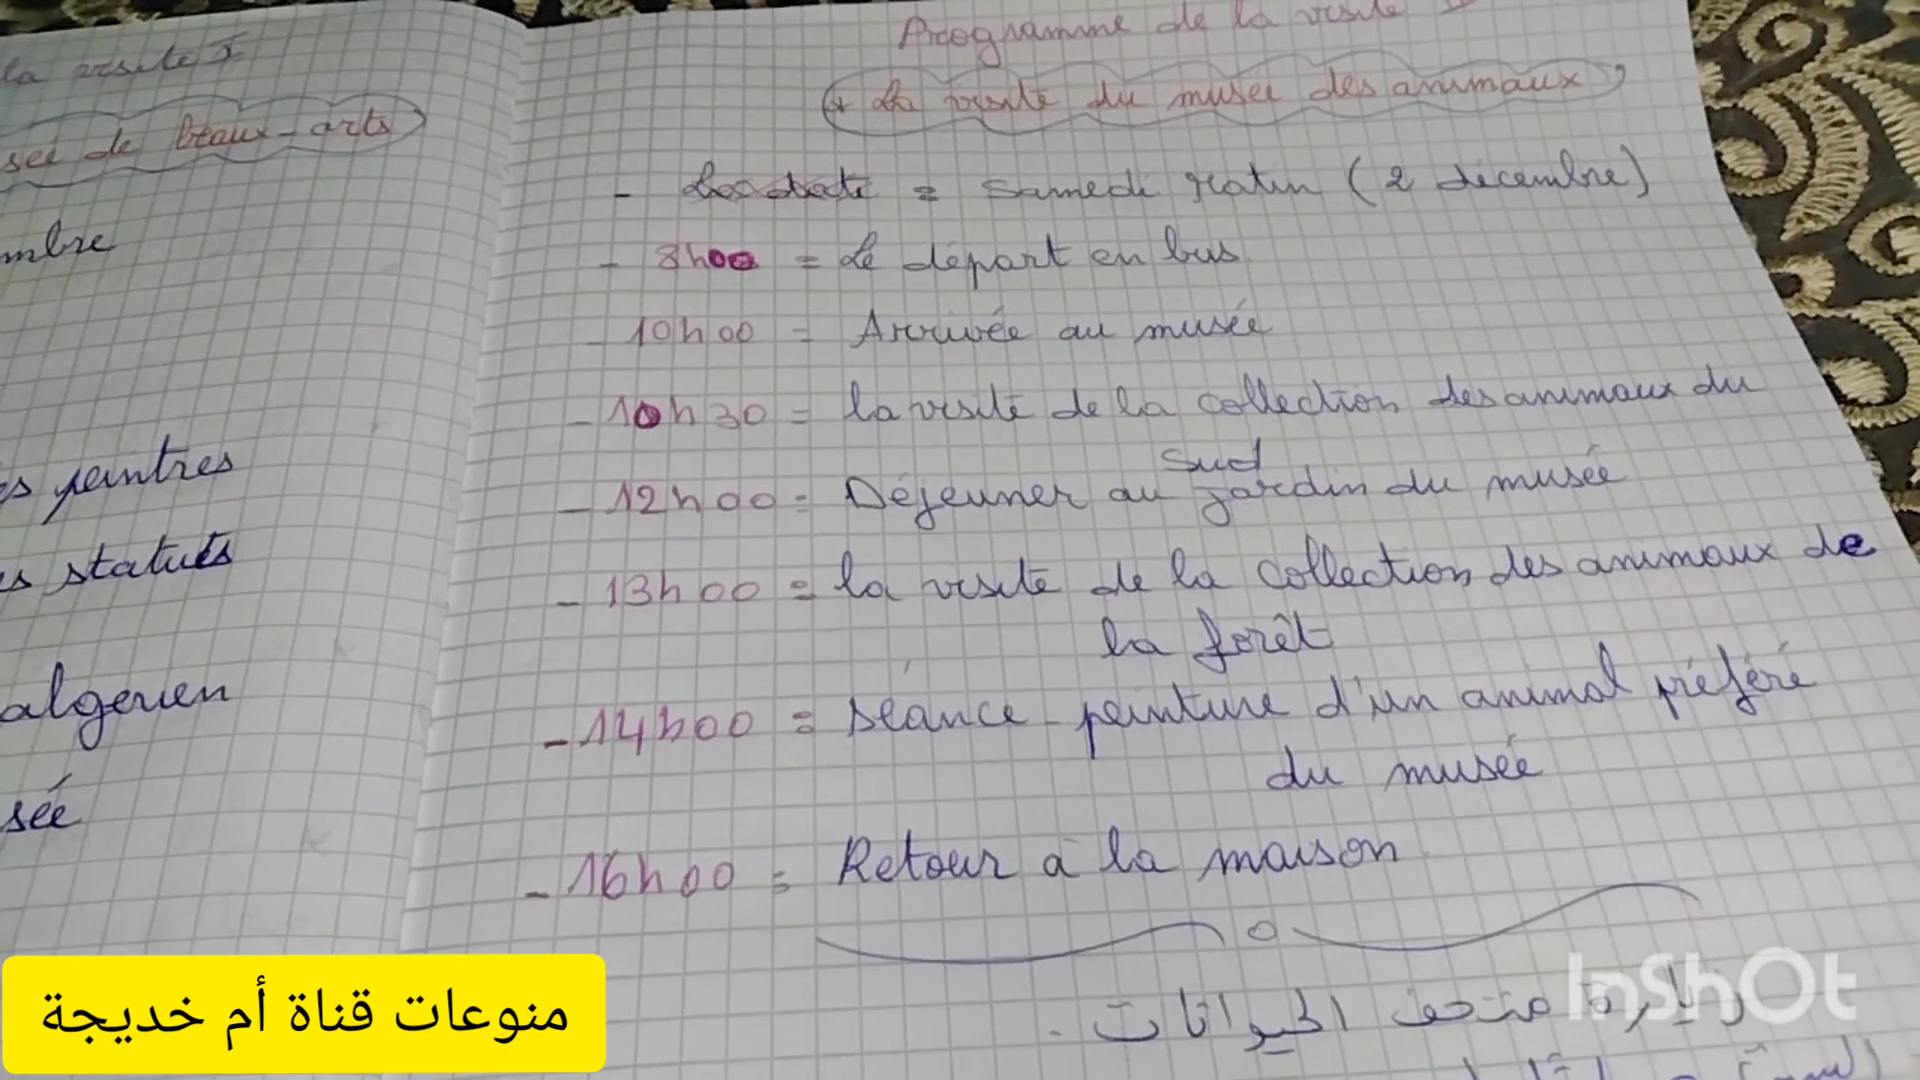 la visite I
sée de beaux-arts
mbre
s peintres
s statues
algerien
sée
Programme de la visite
* La visite du musée des animaux
- La date = Samedi matin (2 décembre)
- 8h00 = Le départ en bus
- 10h00 = Arrivée au musée
- 10h30 = la visite de la collection des animaux du
Sud
- 12h00 = Déjeuner au jardin du musée
- 13h00 = la visite de la collection des animaux de
la forêt
- 14h00 = séance peinture d'un animal préféré
du musée
- 16h00 = Retour à la maison
زيارة متحف الحيوانات .
منوعات قناة أم خديجة
InShOt